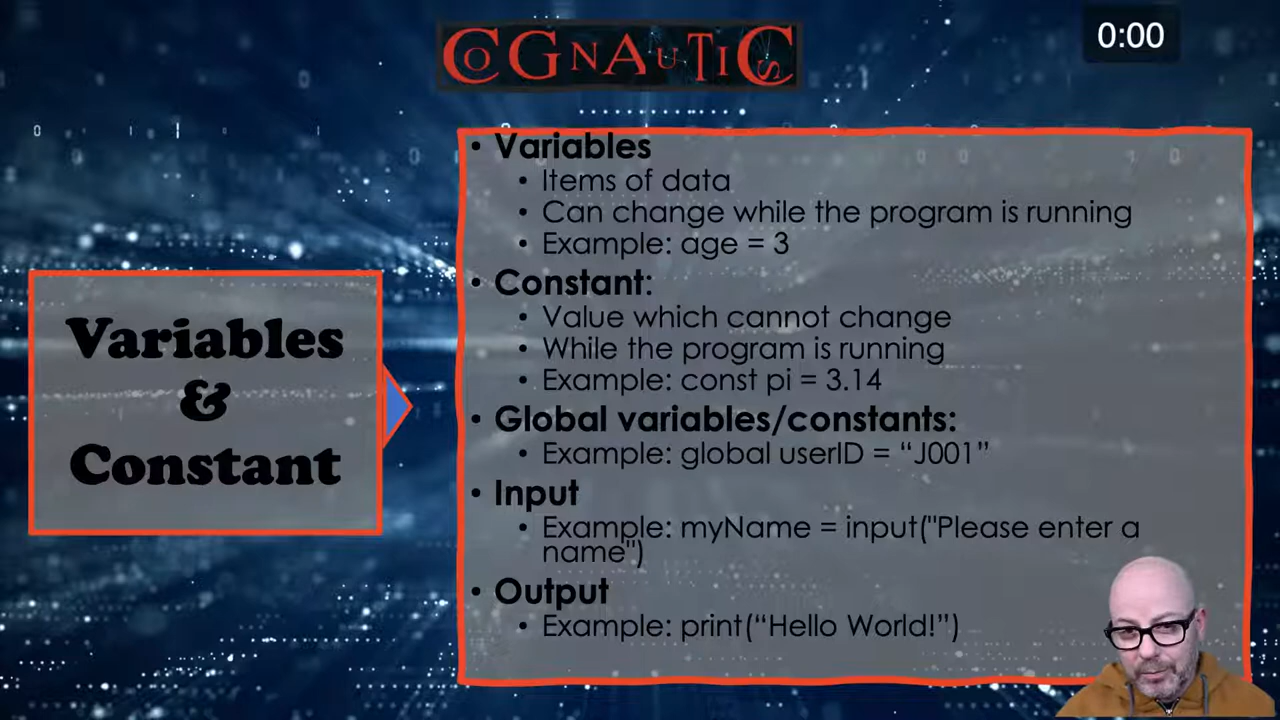 COGNAUTICS
0:00
Variables
&
Constant
• Variables
• Items of data
• Can change while the program is running
• Example: age = 3
• Constant:
• Value which cannot change
• While the program is running
• Example: const pi = 3.14
• Global variables/constants:
• Example: global userID = “J001”
• Input
• Example: myName = input("Please enter a
name")
• Output
• Example: print(“Hello World!”)